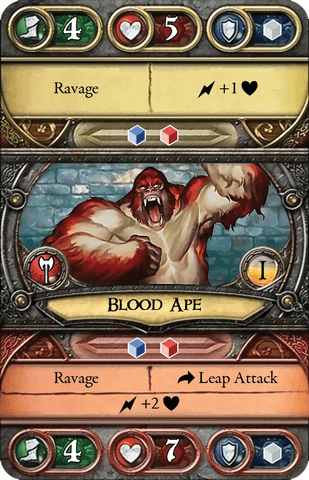 4 5
Ravage +1
I
BLOOD APE
Ravage Leap Attack
+2
4 7